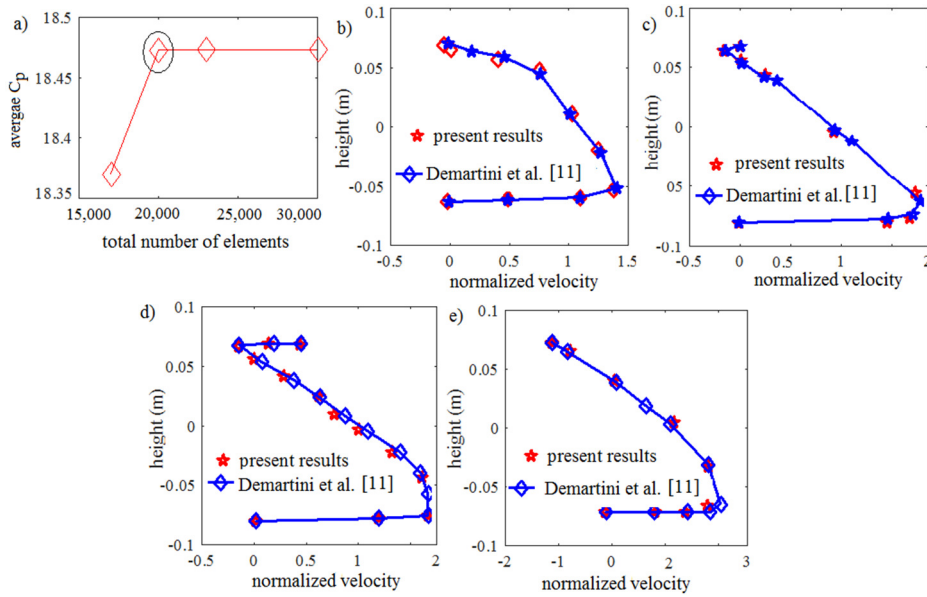 a)
18.5
18.45
18.4
18.35
avergae Cp
15,000 20,000 25,000 30,000
total number of elements
b)
0.1
0.05
0
-0.05
-0.1
height (m)
present results
Demartini et al. [11]
-0.5 0 0.5 1 1.5
normalized velocity
c)
0.1
0.05
0
05
-0.1
height (m)
present results
Demartini et al. [11]
-0.5 0 0.5 1 1.5 2
normalized velocity
d)
0.1
0.05
0
-0.05
-0.1
height (m)
present results
Demartini et al. [11]
-0.5 0 0.5 1 1.5 2
normalized velocity
e)
0.1
0.05
0
-0.05
-0.1
height (m)
present results
Demartini et al. [11]
-2 -1 0 2 3
normalized velocity